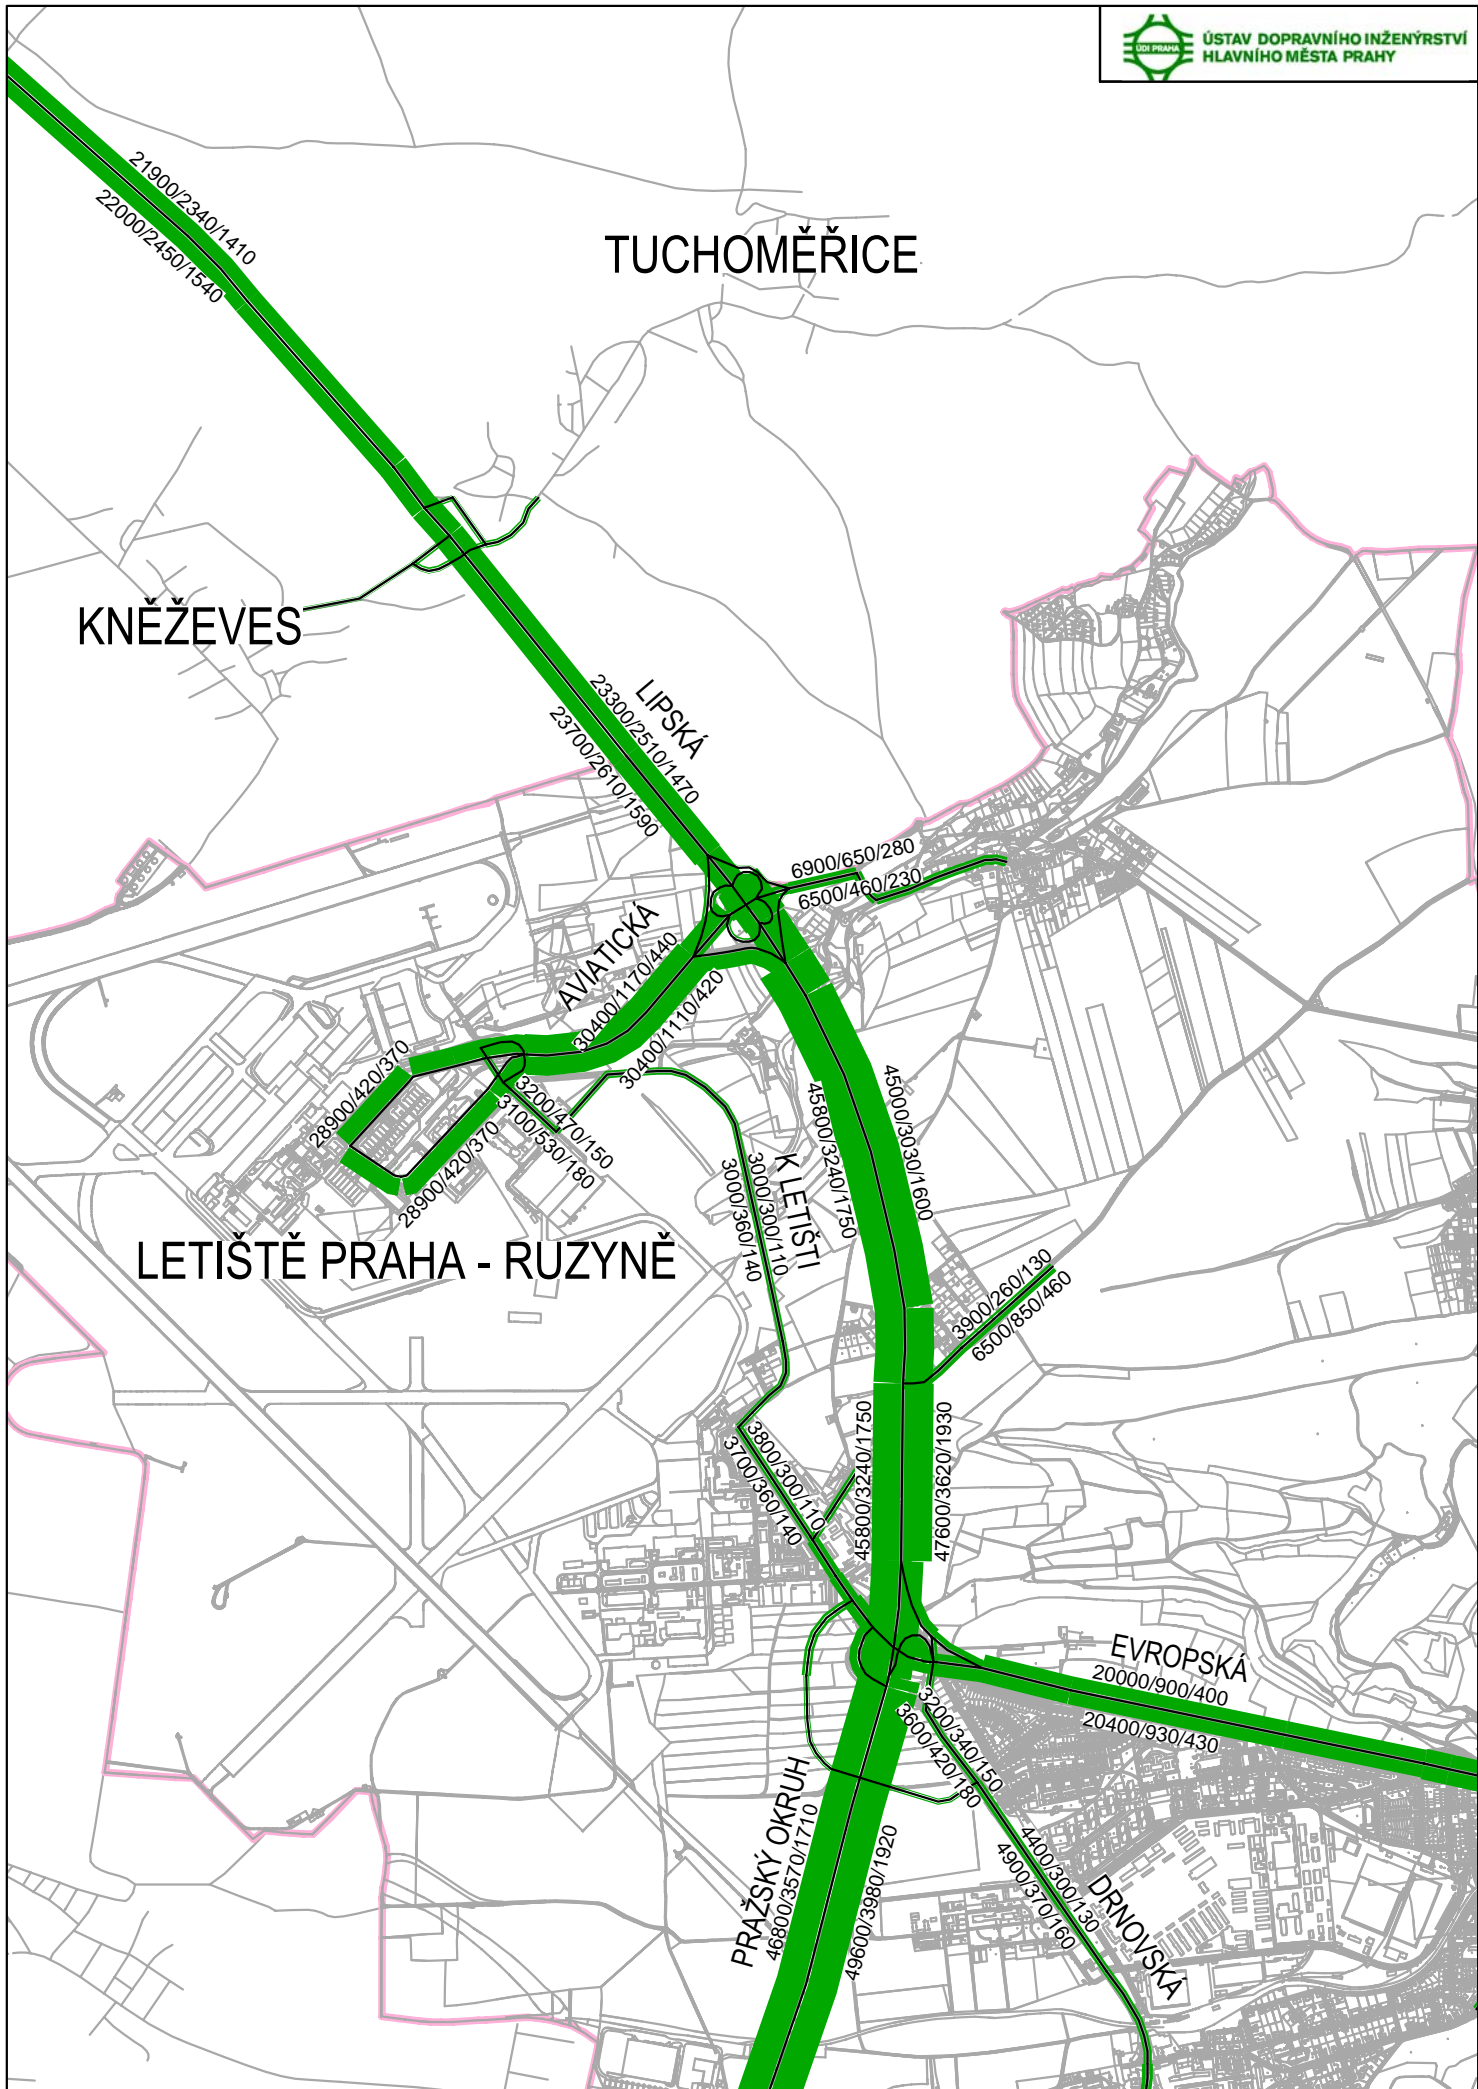 ÚDI PRAHA
ÚSTAV DOPRAVNÍHO INŽENÝRSTVÍ
HLAVNÍHO MĚSTA PRAHY
21900/2340/1410
22000/2450/1540
TUCHOMĚŘICE
KNĚŽEVES
LIPSKÁ
23300/2510/1470
23700/2610/1590
6900/650/280
6500/460/230
AVIATICKÁ
30400/1170/440
30400/1110/420
28900/420/370
28900/420/370
3200/470/150
3100/530/180
45000/3030/1600
45800/3240/1750
K LETIŠTI
3000/300/110
3000/360/140
LETIŠTĚ PRAHA - RUZYNĚ
3900/260/130
6500/850/460
3800/300/110
3700/360/140
45800/3240/1750
47600/3620/1930
EVROPSKÁ
20000/900/400
20400/930/430
3200/340/150
3600/420/180
PRAŽSKÝ OKRUH
46800/3570/1710
49600/3980/1920
4400/300/130
4900/370/160
DRNOVSKÁ